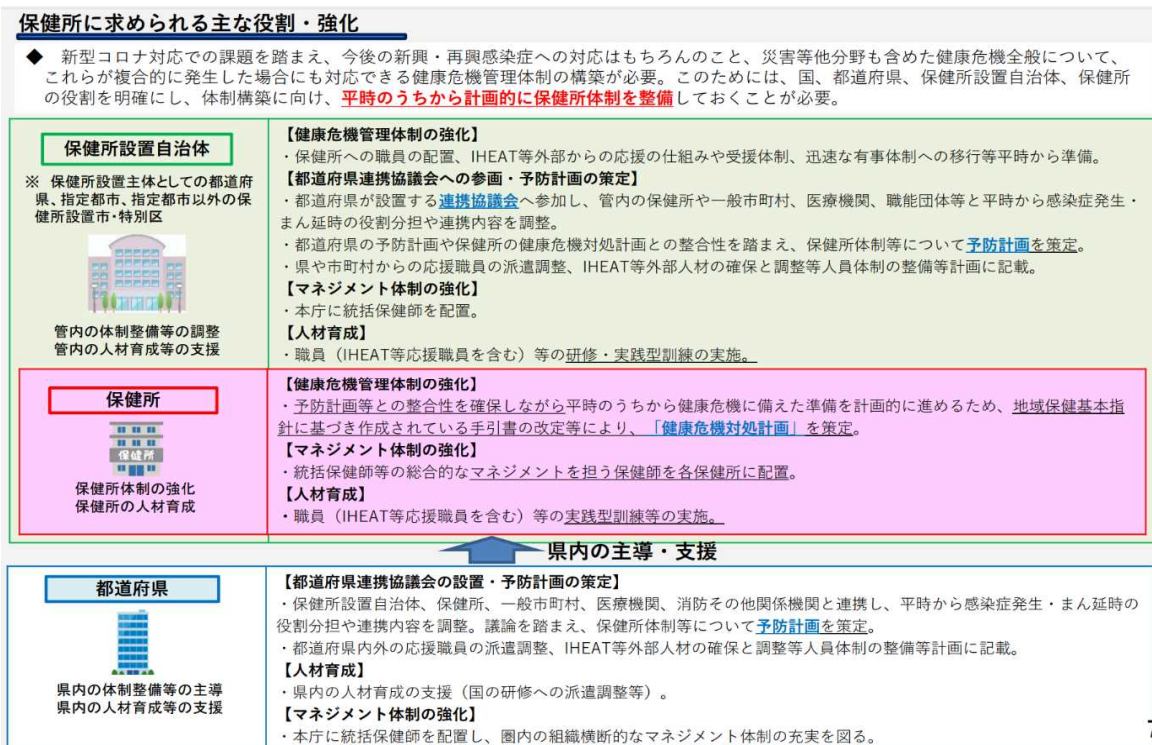 保健所に求められる主な役割・強化
◆ 新型コロナ対応での課題を踏まえ、今後の新興・再興感染症への対応はもちろんのこと、災害等他分野も含めた健康危機全般について、
これらが複合的に発生した場合にも対応できる健康危機管理体制の構築が必要。このためには、国、都道府県、保健所設置自治体、保健所
の役割を明確にし、体制構築に向け、平時のうちから計画的に保健所体制を整備しておくことが必要。
保健所設置自治体
※ 保健所設置主体としての都道府
県、指定都市、指定都市以外の保
健所設置市・特別区
管内の体制整備等の調整
管内の人材育成等の支援
【健康危機管理体制の強化】
・保健所への職員の配置、IHEAT等外部からの応援の仕組みや受援体制、迅速な有事体制への移行等平時から準備。
【都道府県連携協議会への参画・予防計画の策定】
・都道府県が設置する連携協議会へ参加し、管内の保健所や一般市町村、医療機関、職能団体等と平時から感染症発生・
まん延時の役割分担や連携内容を調整。
・都道府県の予防計画や保健所の健康危機対処計画との整合性を踏まえ、保健所体制等について予防計画を策定。
・県や市町村からの応援職員の派遣調整、IHEAT等外部人材の確保と調整等人員体制の整備等計画に記載。
【マネジメント体制の強化】
・本庁に統括保健師を配置。
【人材育成】
・職員（IHEAT等応援職員を含む）等の研修・実践型訓練の実施。
保健所
保健所
保健所体制の強化
保健所の人材育成
【健康危機管理体制の強化】
・予防計画等との整合性を確保しながら平時のうちから健康危機に備えた準備を計画的に進めるため、地域保健基本指
針に基づき作成されている手引書の改定等により、「健康危機対処計画」を策定。
【マネジメント体制の強化】
・統括保健師等の総合的なマネジメントを担う保健師を各保健所に配置。
【人材育成】
・職員（IHEAT等応援職員を含む）等の実践型訓練等の実施。
県内の主導・支援
都道府県
県内の体制整備等の主導
県内の人材育成等の支援
【都道府県連携協議会の設置・予防計画の策定】
・保健所設置自治体、保健所、一般市町村、医療機関、消防その他関係機関と連携し、平時から感染症発生・まん延時の
役割分担や連携内容を調整。議論を踏まえ、保健所体制等について予防計画を策定。
・都道府県内外の応援職員の派遣調整、IHEAT等外部人材の確保と調整等人員体制の整備等計画に記載。
【人材育成】
・県内の人材育成の支援（国の研修への派遣調整等）。
【マネジメント体制の強化】
・本庁に統括保健師を配置し、圏内の組織横断的なマネジメント体制の充実を図る。